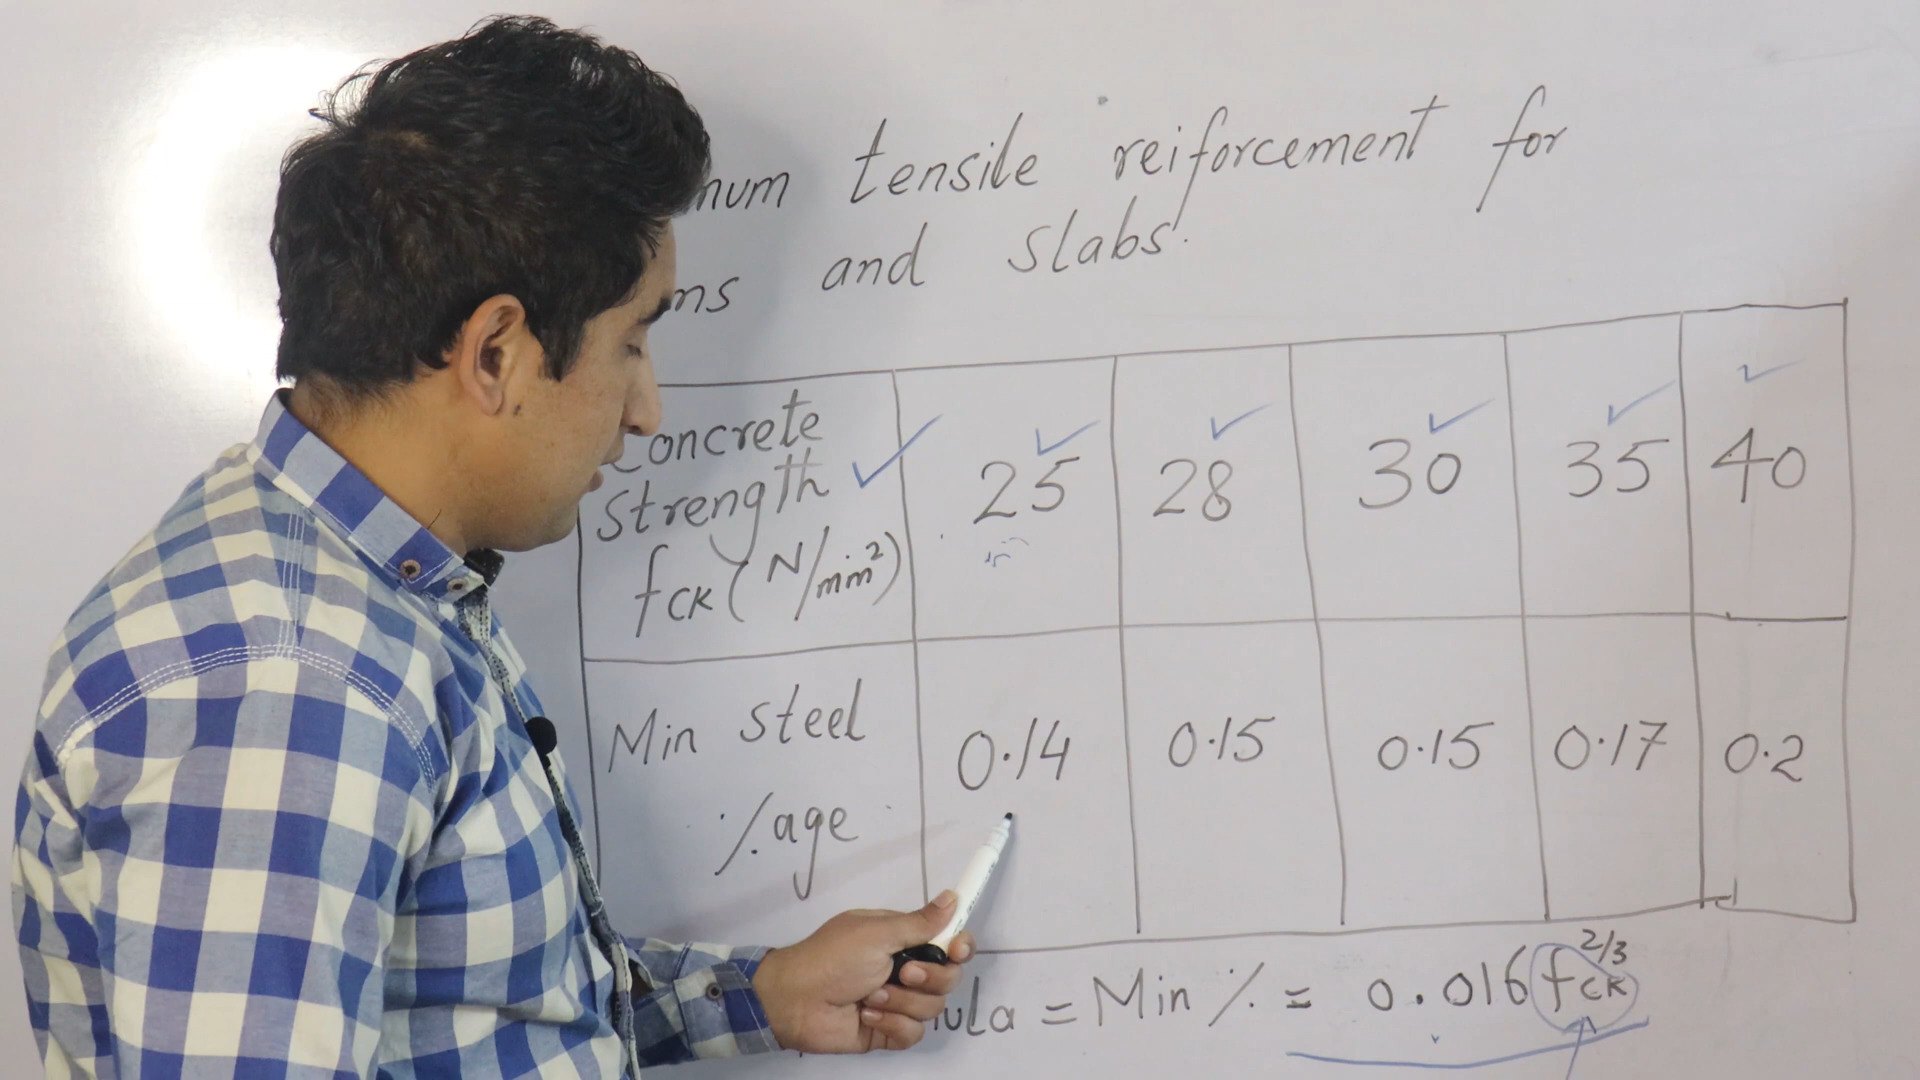 num tensile reiforcement for
ms and slabs.
Concrete Strength fCK (N/mm²) 25 28 30 35 40
Min Steel %age 0.14 0.15 0.15 0.17 0.2
ula = Min % = 0.016 fCK 2/3